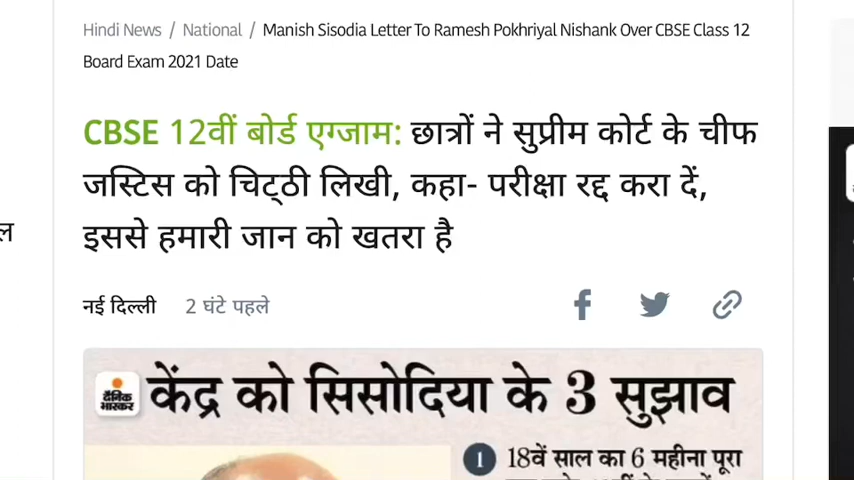 Hindi News / National / Manish Sisodia Letter To Ramesh Pokhriyal Nishank Over CBSE Class 12
Board Exam 2021 Date
CBSE 12वीं बोर्ड एग्जाम: छात्रों ने सुप्रीम कोर्ट के चीफ
जस्टिस को चिट्ठी लिखी, कहा- परीक्षा रद्द करा दें,
इससे हमारी जान को खतरा है
नई दिल्ली 2 घंटे पहले
दैनिक
भास्कर
केंद्र को सिसोदिया के 3 सुझाव
1 18वें साल का 6 महीना पूरा